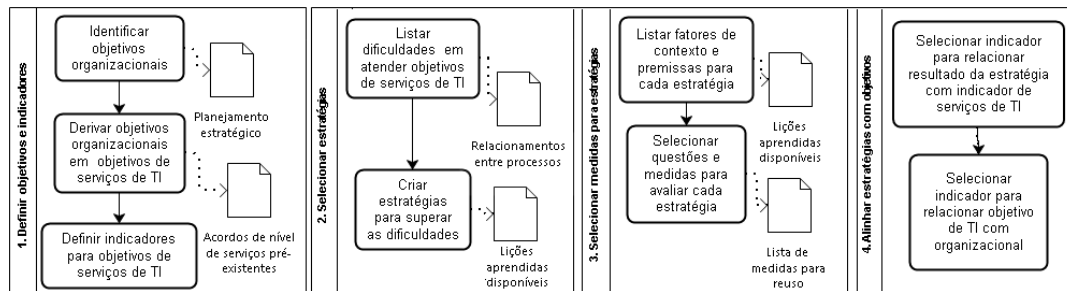 1. Definir objetivos e indicadores
Identificar
objetivos
organizacionais
Planejamento
estratégico
Derivar objetivos
organizacionais
em objetivos de
serviços de TI
Acordos de nível
de serviços pré-
existentes
Definir indicadores
para objetivos de
serviços de TI
2. Selecionar estratégias
Listar
dificuldades em
atender objetivos
de serviços de TI
Relacionamentos
entre processos
Criar
estratégias
para superar
as dificuldades
Lições
aprendidas
disponíveis
3. Selecionar medidas para a estratégias
Listar fatores de
contexto e
premissas para
cada estratégia
Lições
aprendidas
disponíveis
Selecionar
questões e
medidas para
avaliar cada
estratégia
Lista de
medidas para
reuso
4. Alinhar estratégias com objetivos
Selecionar indicador
para relacionar
resultado da estratégia
com indicador de
serviços de TI
Selecionar
indicador para
relacionar objetivo
de TI com
organizacional